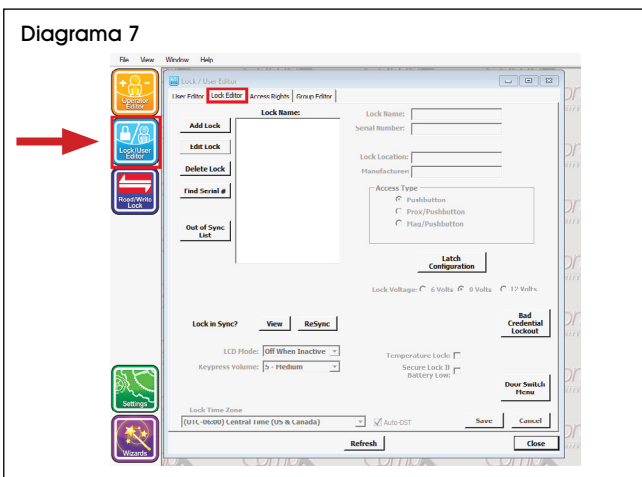 Diagrama 7
File View Window Help
Operator Editor
Lock/User Editor
Read/Write Lock
Settings
Wizards
Lock / User Editor
User Editor Lock Editor Access Rights Group Editor
Lock Name:
Add Lock
Edit Lock
Delete Lock
Find Serial #
Out of Sync List
Lock Name:
Serial Number:
Lock Location:
Manufacturer:
Access Type
Pushbutton
Prox/Pushbutton
Mag/Pushbutton
Latch Configuration
Lock Voltage: 6 Volts 9 Volts 12 Volts
Lock in Sync? View ReSync
Bad Credential Lockout
LCD Mode: Off When Inactive
Keypress Volume: 5 - Medium
Temperature Lock:
Secure Lock If Battery Low:
Door Switch Menu
Lock Time Zone
(UTC-06:00) Central Time (US & Canada)
Auto-DST
Save Cancel
Refresh Close